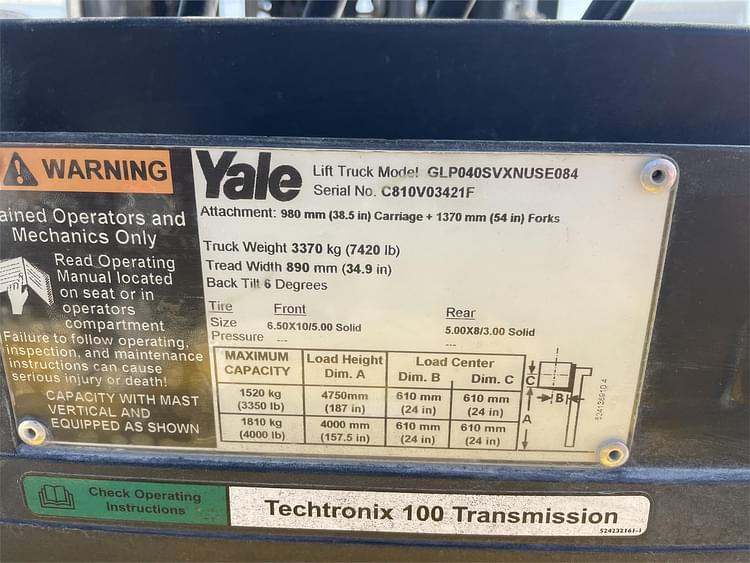 WARNING
ained Operators and
Mechanics Only
Read Operating
Manual located
on seat or in
operators
compartment
Failure to follow operating,
inspection, and maintenance
instructions can cause
serious injury or death!
CAPACITY WITH MAST
VERTICAL AND
EQUIPPED AS SHOWN
Yale
Lift Truck Model GLP040SVXNUSE084
Serial No. C810V03421F
Attachment: 980 mm (38.5 in) Carriage + 1370 mm (54 in) Forks
Truck Weight 3370 kg (7420 lb)
Tread Width 890 mm (34.9 in)
Back Tilt 6 Degrees
Tire Front Rear
Size 6.50X10/5.00 Solid 5.00X8/3.00 Solid
Pressure --- ---
MAXIMUM CAPACITY Load Height Dim. A Load Center Dim. B Dim. C
1520 kg (3350 lb) 4750mm (187 in) 610 mm (24 in) 610 mm (24 in)
1810 kg (4000 lb) 4000 mm (157.5 in) 610 mm (24 in) 610 mm (24 in)
C
B
A
524136910 4
Check Operating
Instructions
Techtronix 100 Transmission
524232161-1